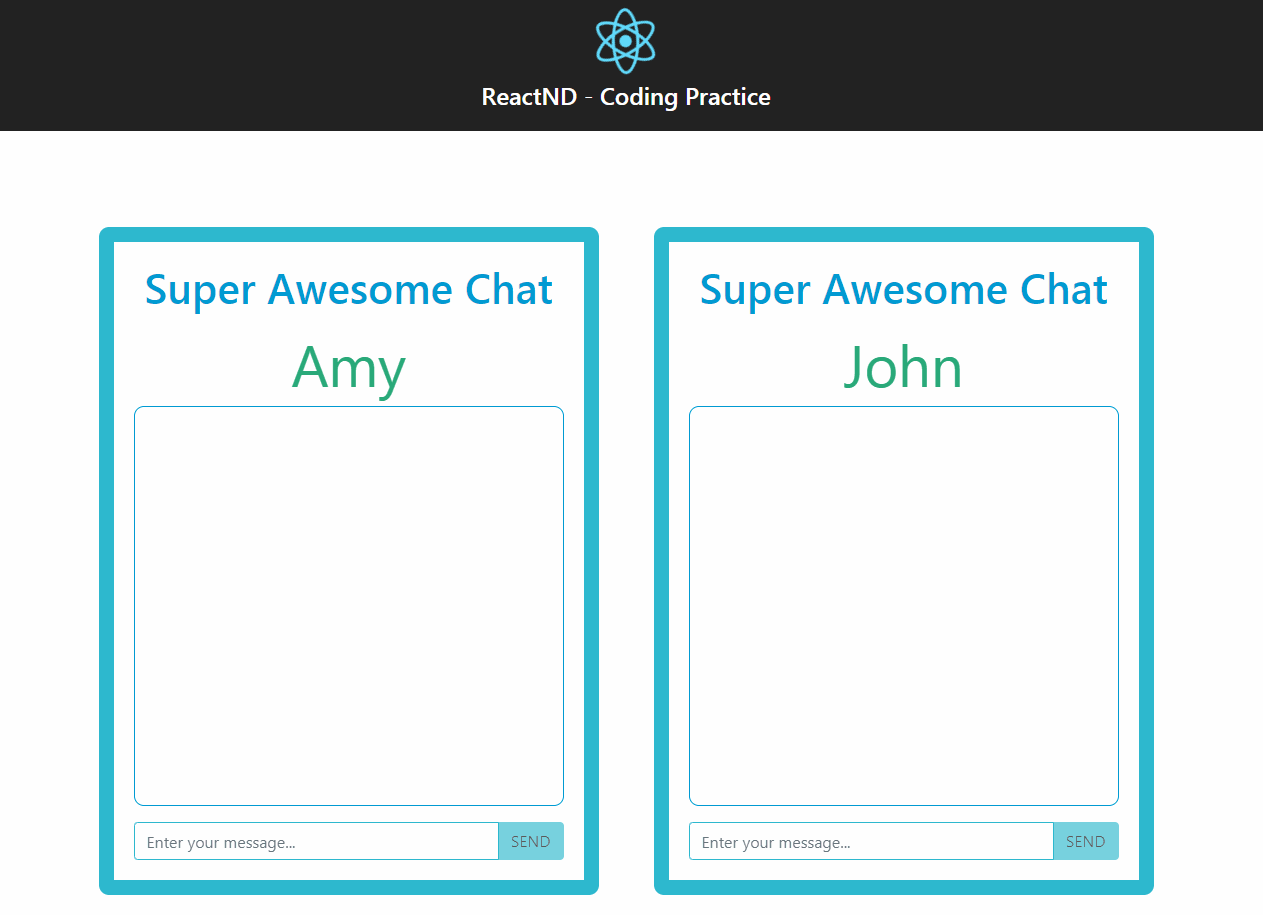 ReactND - Coding Practice
Super Awesome Chat
Amy
Enter your message...
SEND
Super Awesome Chat
John
Enter your message...
SEND